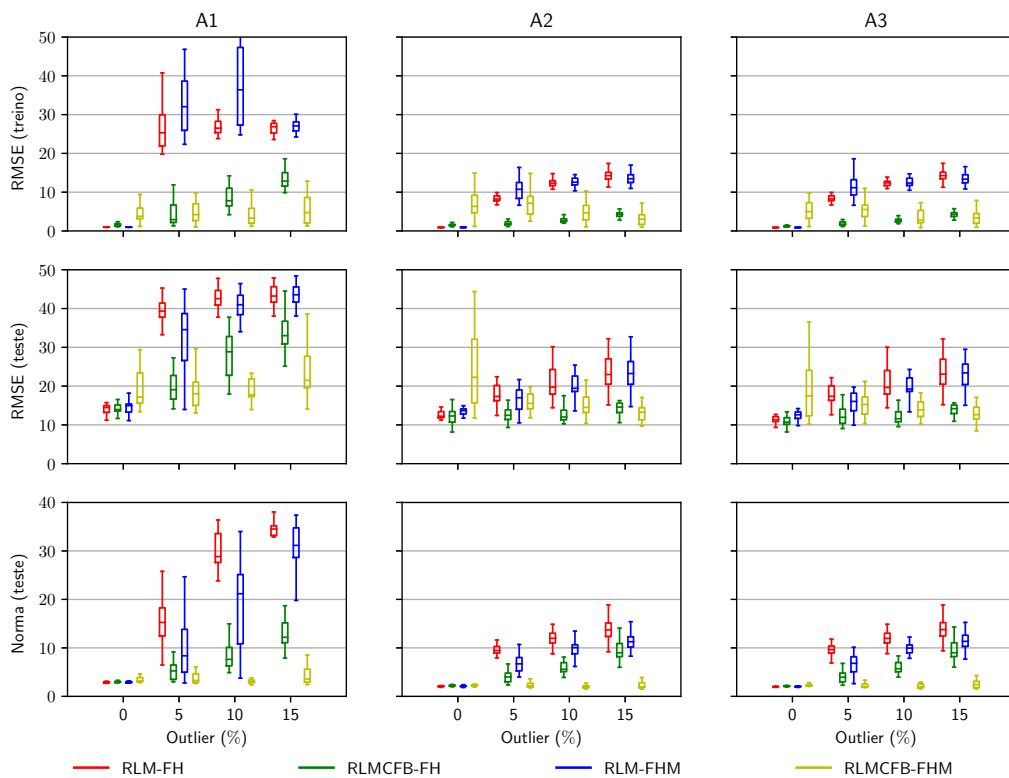 A1
A2
A3
RMSE (treino)
50
40
30
20
10
0
RMSE (teste)
50
40
30
20
10
0
Norma (teste)
40
30
20
10
0
0 5 10 15
0 5 10 15
0 5 10 15
Outlier (%)
Outlier (%)
Outlier (%)
RLM-FH
RLMCFB-FH
RLM-FHM
RLMCFB-FHM